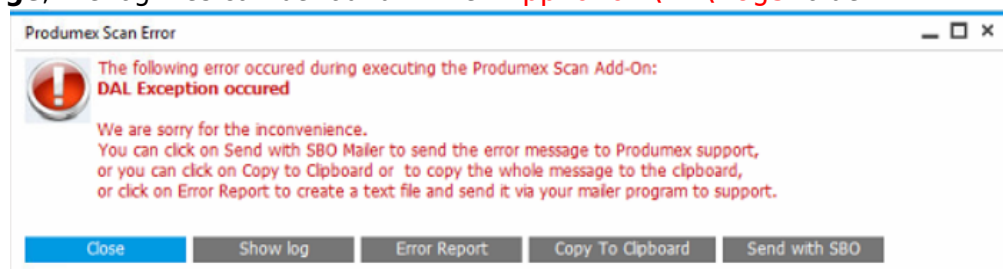 Produmex Scan Error
The following error occured during executing the Produmex Scan Add-On:
DAL Exception occured
We are sorry for the inconvenience.
You can click on Send with SBO Mailer to send the error message to Produmex support,
or you can click on Copy to Clipboard or to copy the whole message to the clipboard,
or click on Error Report to create a text file and send it via your mailer program to support.
Close Show log Error Report Copy To Clipboard Send with SBO